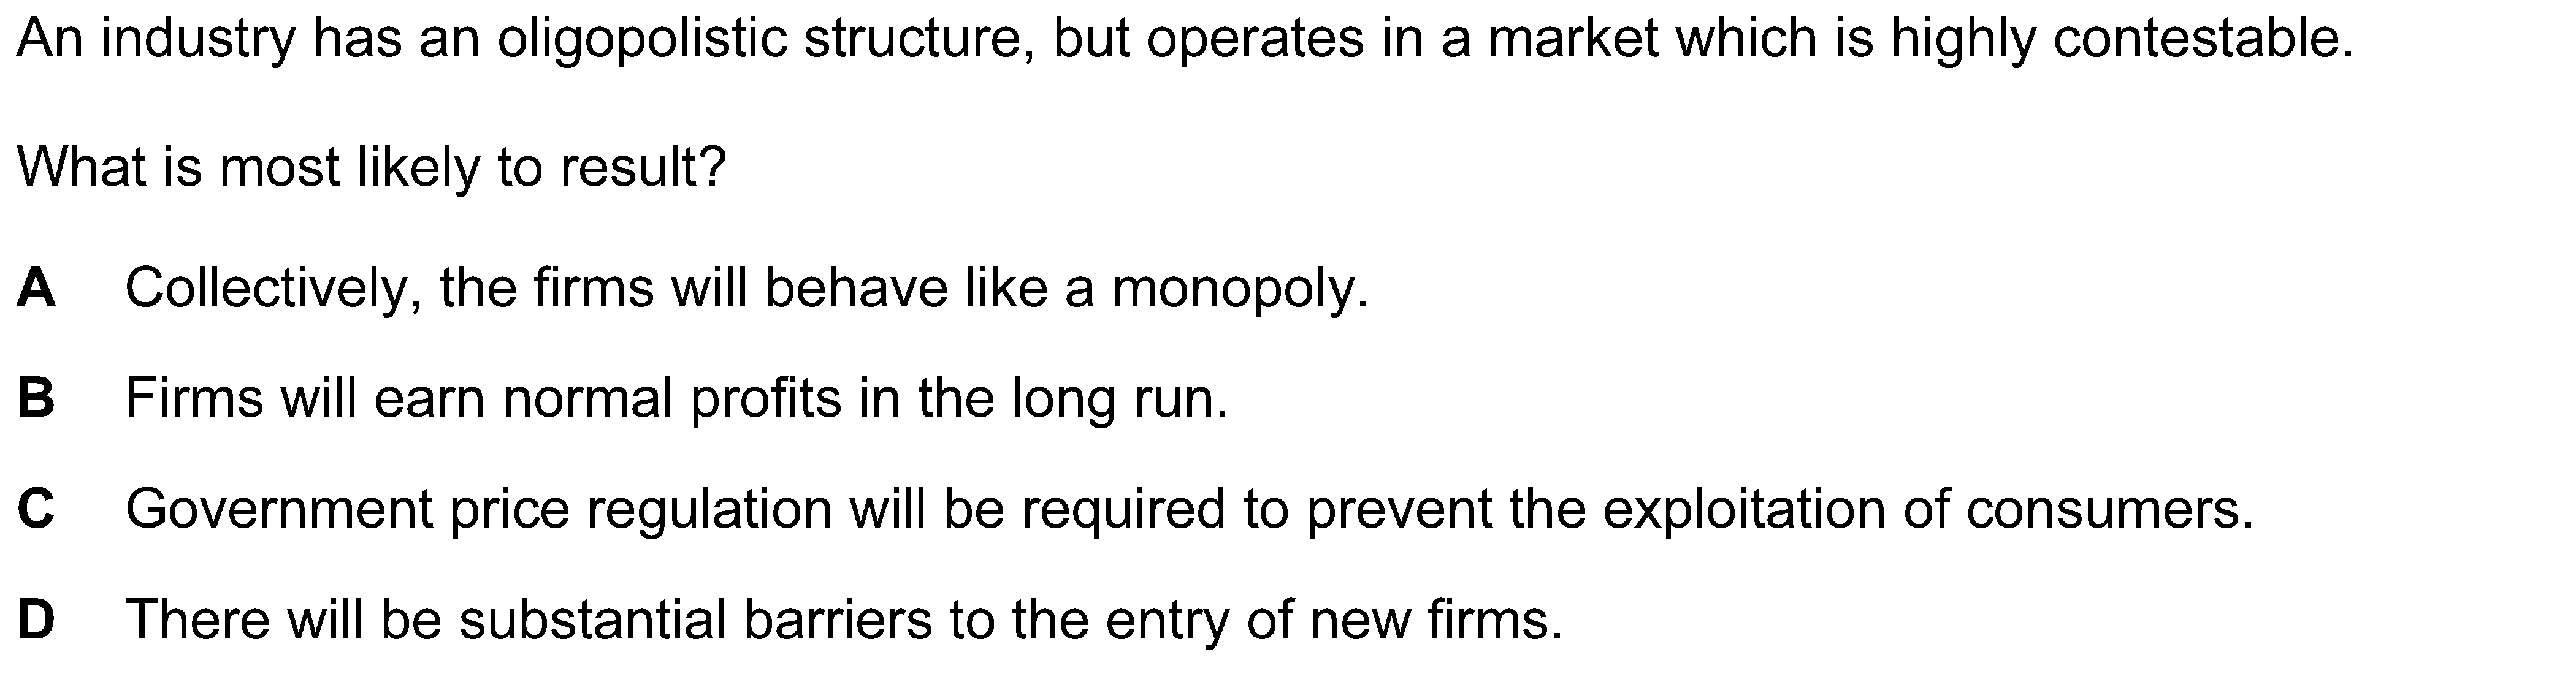 An industry has an oligopolistic structure, but operates in a market which is highly contestable.
What is most likely to result?
A Collectively, the firms will behave like a monopoly.
B Firms will earn normal profits in the long run.
C Government price regulation will be required to prevent the exploitation of consumers.
D There will be substantial barriers to the entry of new firms.